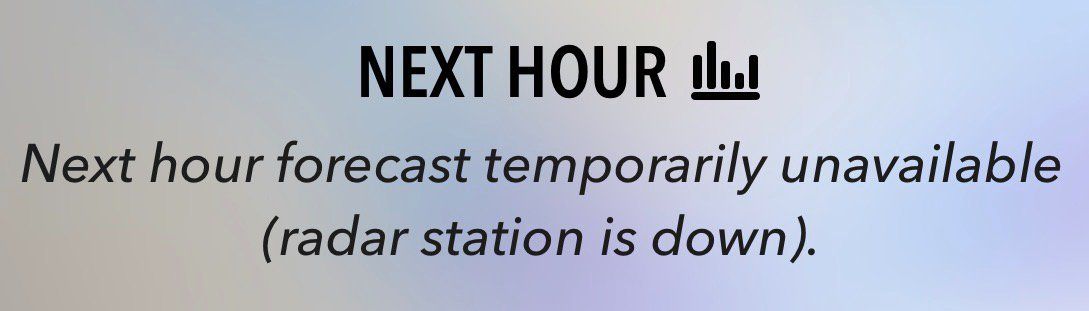 NEXT HOUR
Next hour forecast temporarily unavailable
(radar station is down).